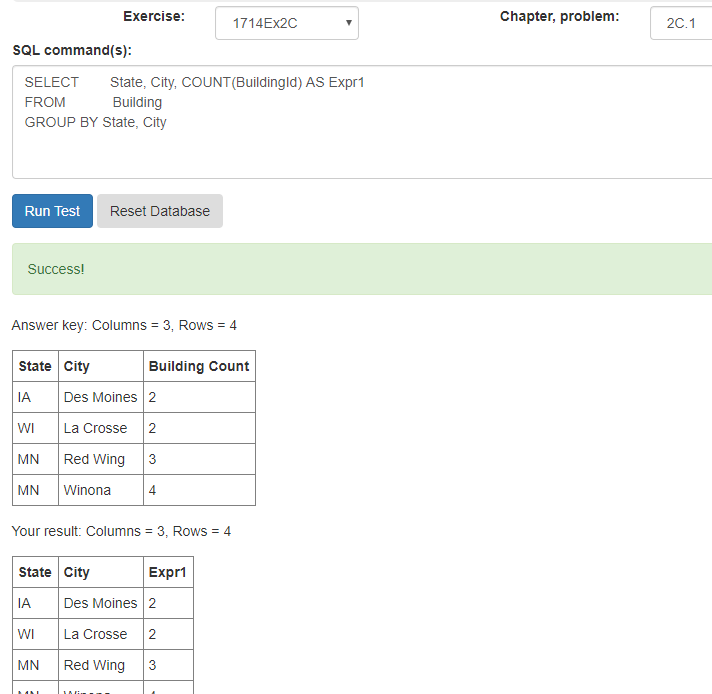 Exercise: 1714Ex2C Chapter, problem: 2C.1
SQL command(s):
SELECT State, City, COUNT(BuildingId) AS Expr1
FROM Building
GROUP BY State, City
Run Test Reset Database
Success!
Answer key: Columns = 3, Rows = 4
State City Building Count
IA Des Moines 2
WI La Crosse 2
MN Red Wing 3
MN Winona 4
Your result: Columns = 3, Rows = 4
State City Expr1
IA Des Moines 2
WI La Crosse 2
MN Red Wing 3
MN Winona 4